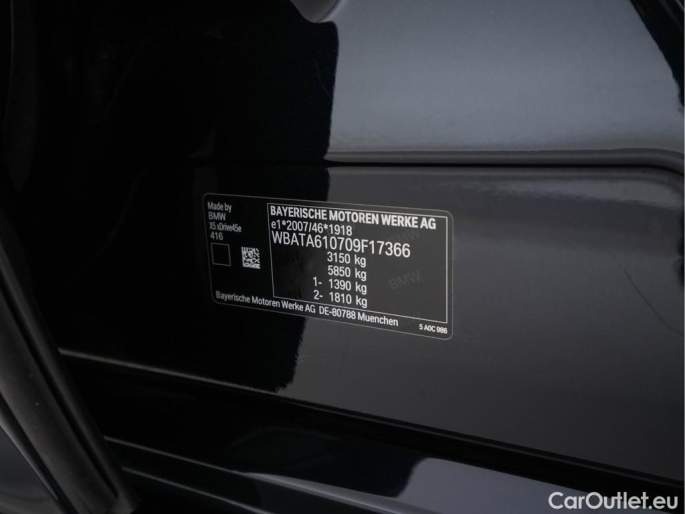 Made by
BMW
X5 xDrive45e
416
BAYERISCHE MOTOREN WERKE AG
e1*2007/46*1918
WBATA610709F17366
3150 kg
5850 kg
1- 1390 kg
2- 1810 kg
BMW
Bayerische Motoren Werke AG DE-80788 Muenchen
5 A0C 986
CarOutlet.eu